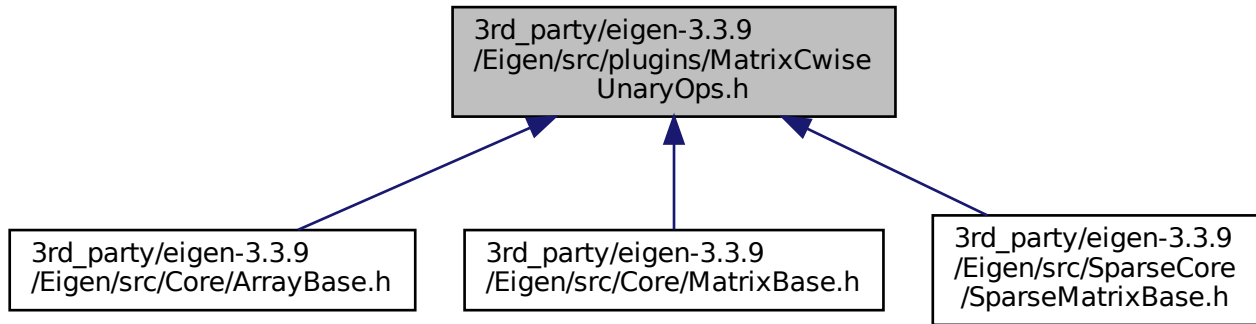 3rd_party/eigen-3.3.9
/Eigen/src/plugins/MatrixCwise
UnaryOps.h
3rd_party/eigen-3.3.9
/Eigen/src/Core/ArrayBase.h
3rd_party/eigen-3.3.9
/Eigen/src/Core/MatrixBase.h
3rd_party/eigen-3.3.9
/Eigen/src/SparseCore
/SparseMatrixBase.h